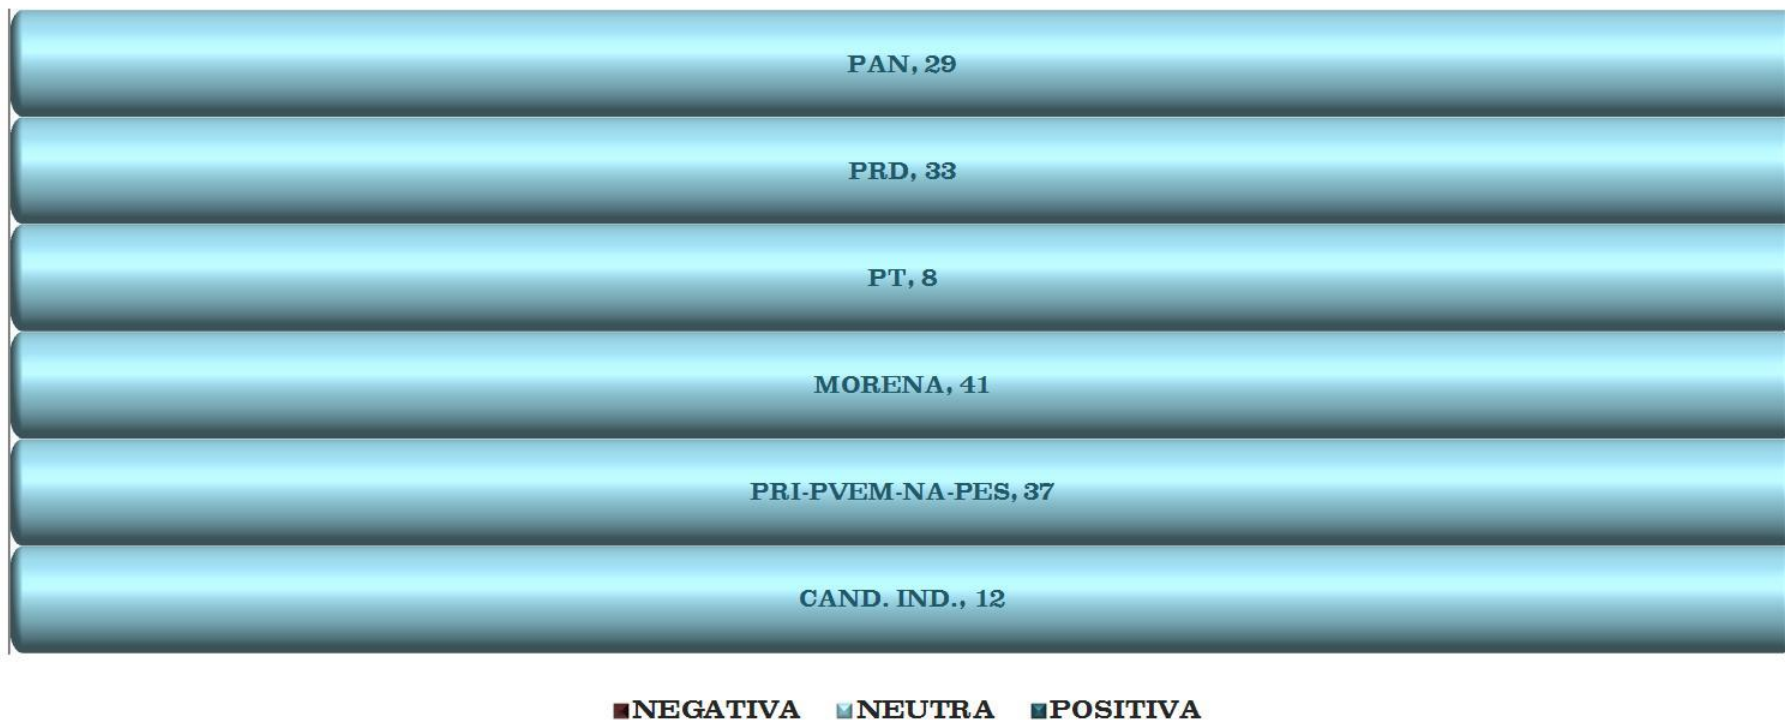 PAN, 29
PRD, 33
PT, 8
MORENA, 41
PRI-PVEM-NA-PES, 37
CAND. IND., 12
NEGATIVA NEUTRA POSITIVA